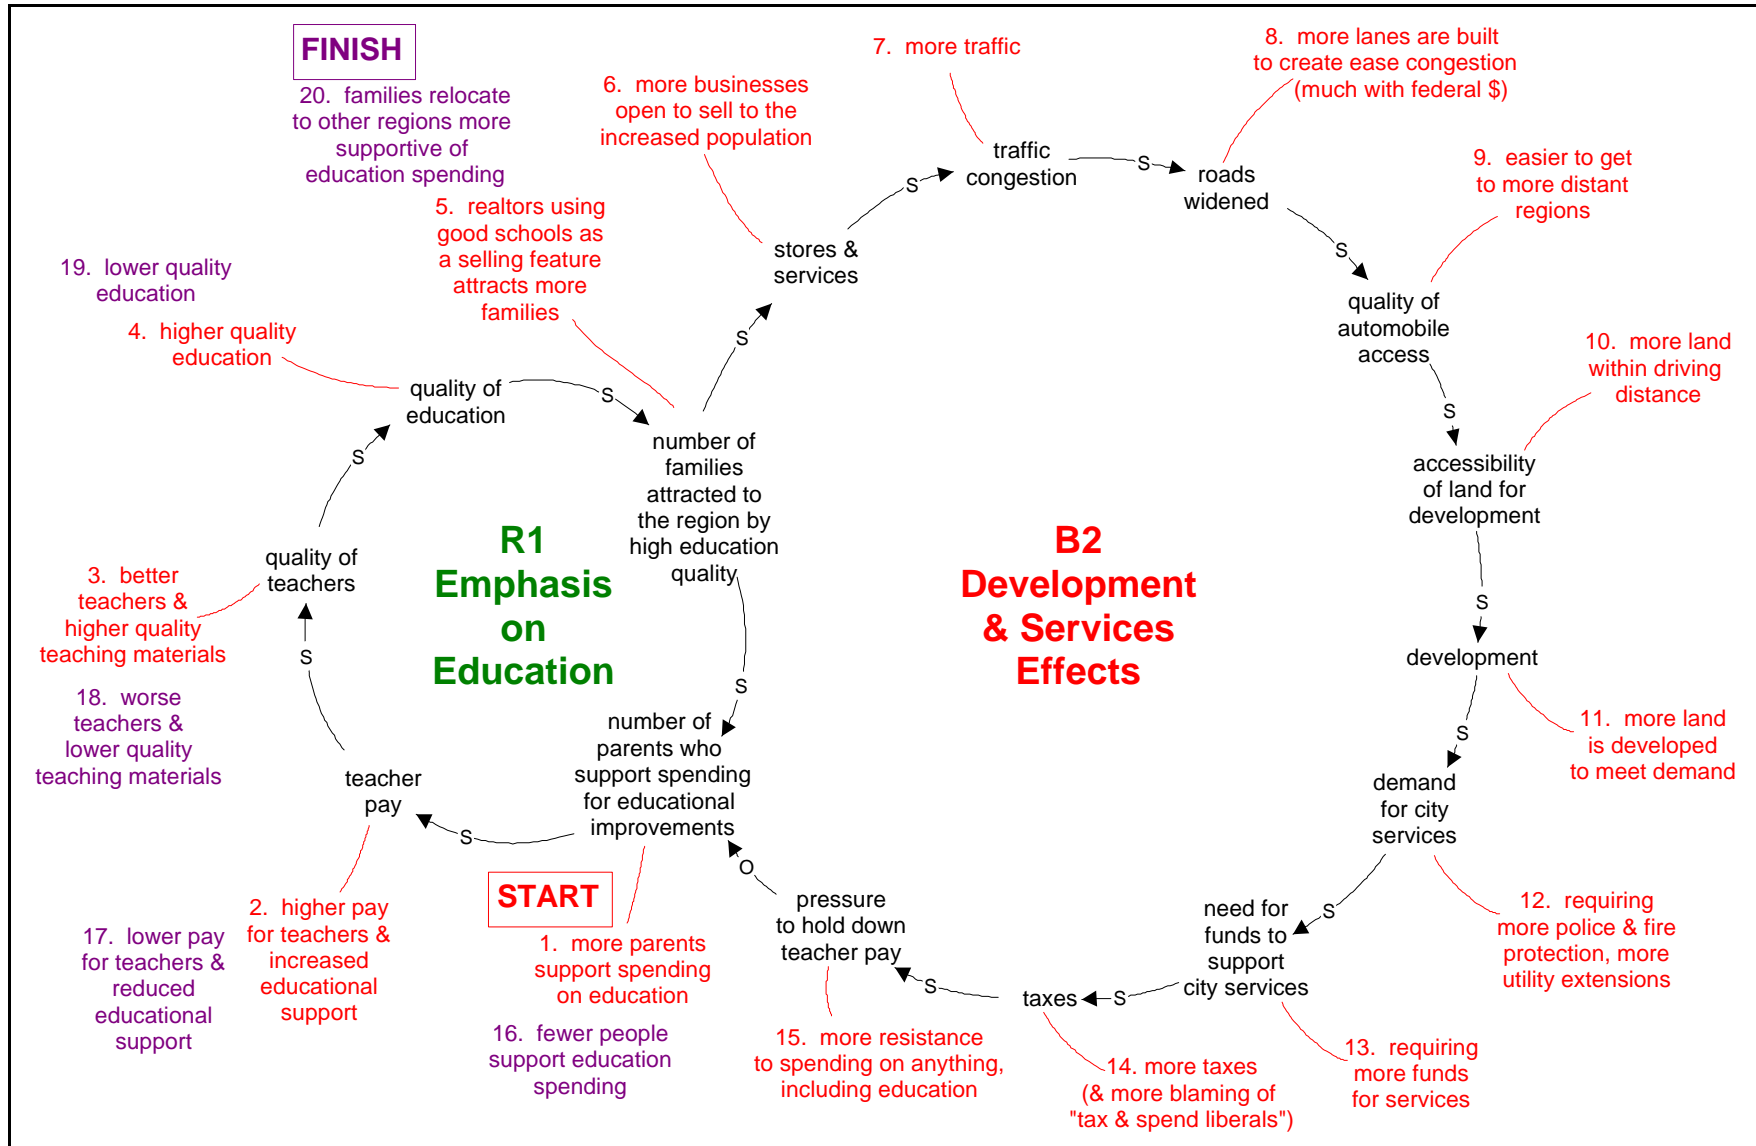 FINISH
20. families relocate
to other regions more
supportive of
education spending
6. more businesses
open to sell to the
increased population
7. more traffic
8. more lanes are built
to create ease congestion
(much with federal $)
traffic
congestion
S
roads
widened
9. easier to get
to more distant
regions
S
5. realtors using
good schools as
a selling feature
attracts more
families
stores &
services
S
19. lower quality
education
4. higher quality
education
quality of
automobile
access
S
10. more land
within driving
distance
quality of
education
S
S
number of
families
attracted to
the region by
high education
quality
S
accessibility
of land for
development
R1
Emphasis
on
Education
B2
Development
& Services
Effects
quality of
teachers
3. better
teachers &
higher quality
teaching materials
S
S
development
S
18. worse
teachers &
lower quality
teaching materials
number of
parents who
support spending
for educational
improvements
S
11. more land
is developed
to meet demand
teacher
pay
S
demand
for city
services
O
START
2. higher pay
for teachers &
increased
educational
support
17. lower pay
for teachers &
reduced
educational
support
1. more parents
support spending
on education
pressure
to hold down
teacher pay
need for
funds to
support
city services
S
12. requiring
more police & fire
protection, more
utility extensions
S
taxes
S
16. fewer people
support education
spending
15. more resistance
to spending on anything,
including education
14. more taxes
(& more blaming of
"tax & spend liberals")
13. requiring
more funds
for services